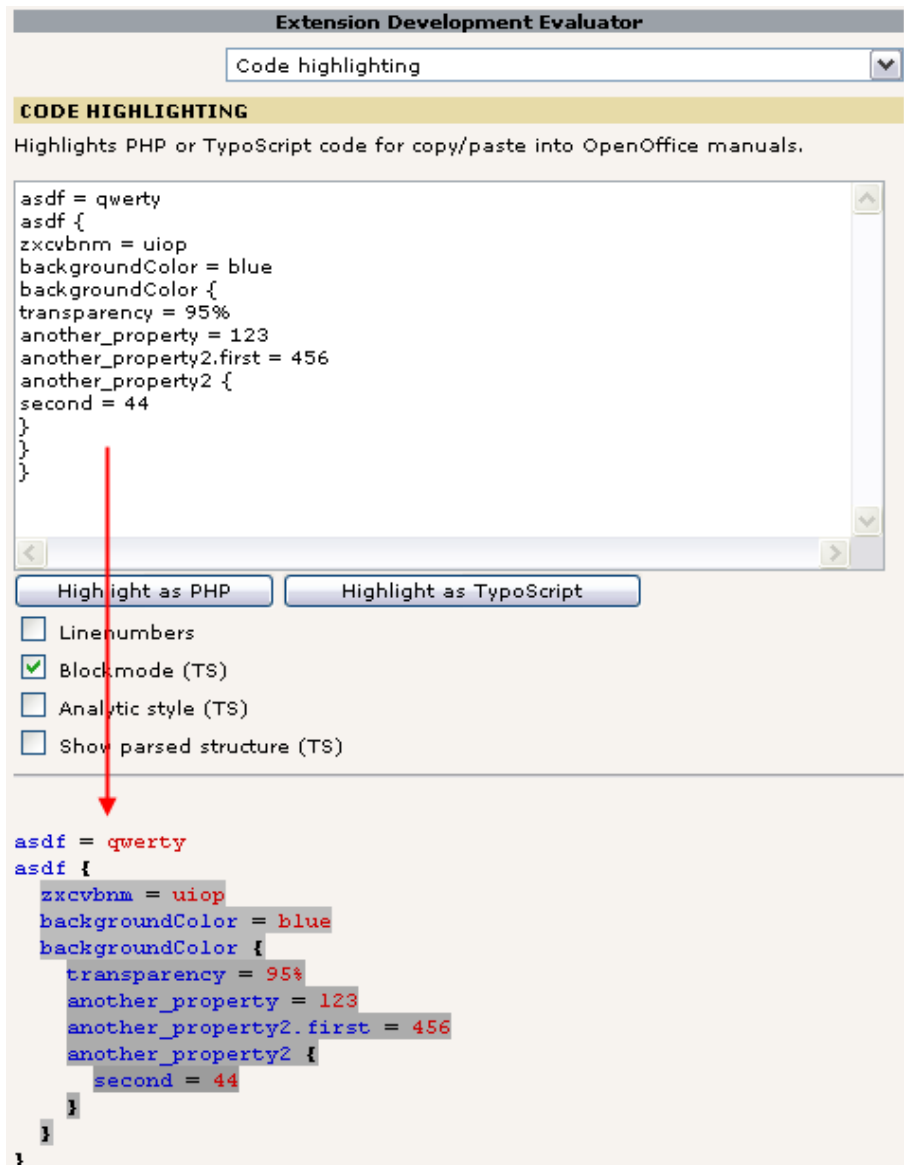 Extension Development Evaluator
Code highlighting
CODE HIGHLIGHTING
Highlights PHP or TypoScript code for copy/paste into OpenOffice manuals.
asdf = qwerty
asdf {
zxcvbnm = uiop
backgroundColor = blue
backgroundColor {
transparency = 95%
another_property = 123
another_property2.first = 456
another_property2 {
second = 44
}
}
}
Highlight as PHP Highlight as TypoScript
Linenumbers
Blockmode (TS)
Analytic style (TS)
Show parsed structure (TS)
asdf = qwerty
asdf {
zxcvbnm = uiop
backgroundColor = blue
backgroundColor {
transparency = 95%
another_property = 123
another_property2.first = 456
another_property2 {
second = 44
}
}
}